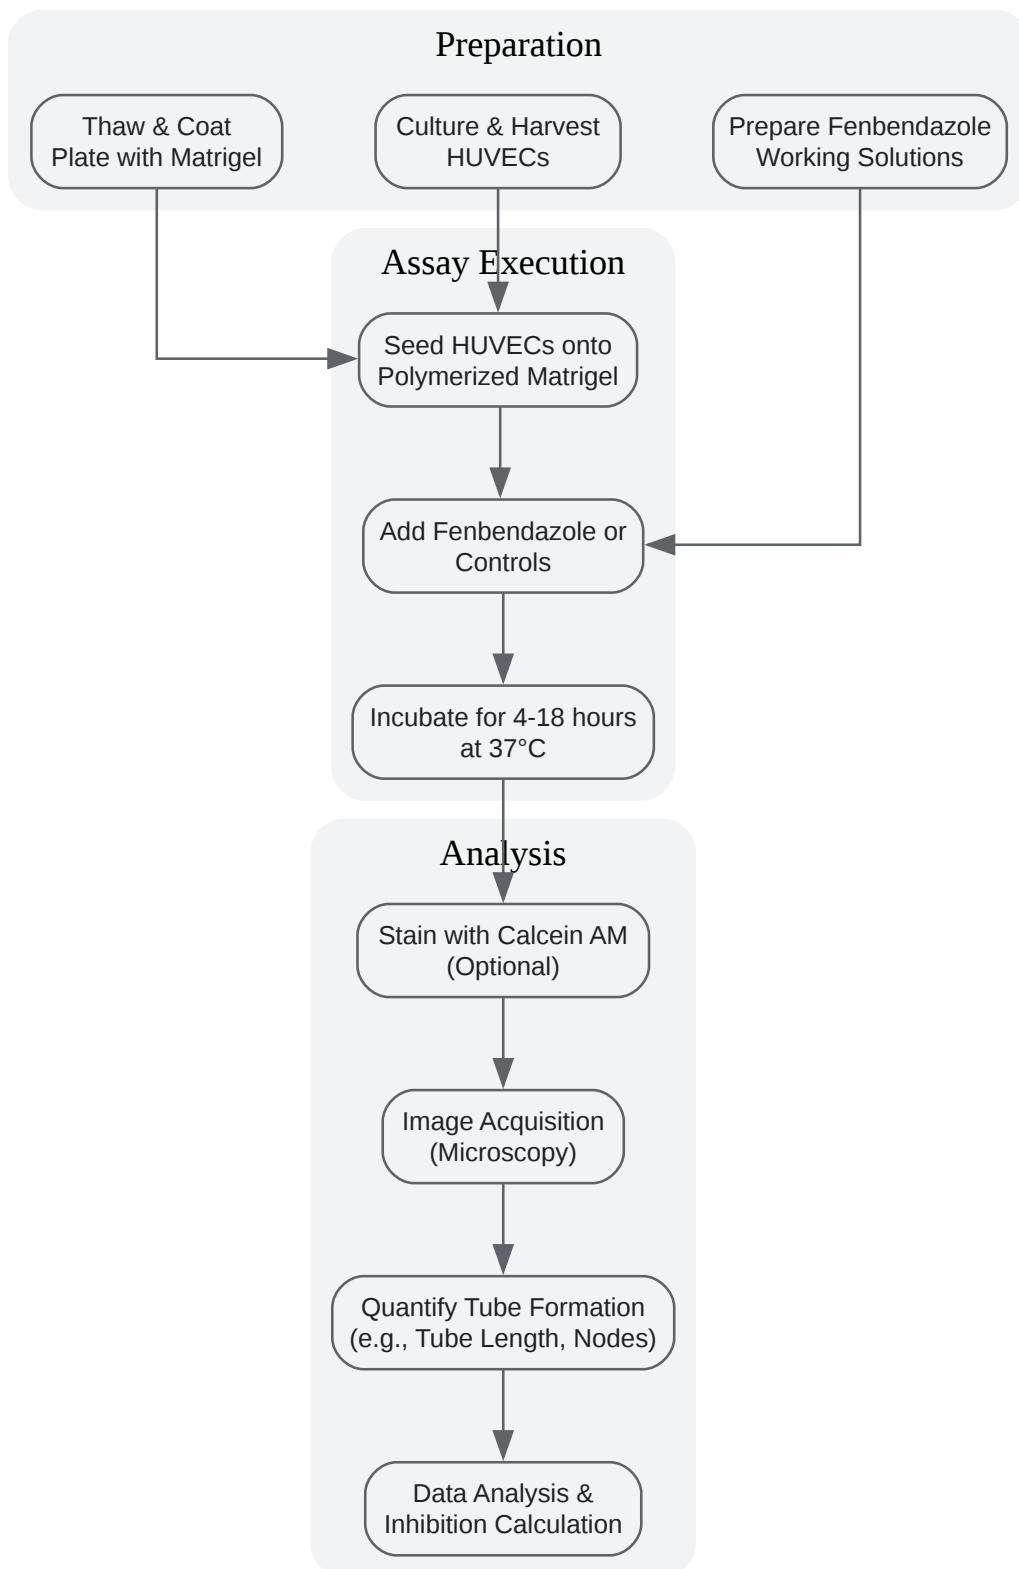 Preparation
Thaw & Coat
Plate with Matrigel
Culture & Harvest
HUVECs
Prepare Fenbendazole
Working Solutions
Assay Execution
Seed HUVECs onto
Polymerized Matrigel
Add Fenbendazole or
Controls
Incubate for 4-18 hours
at 37°C
Analysis
Stain with Calcein AM
(Optional)
Image Acquisition
(Microscopy)
Quantify Tube Formation
(e.g., Tube Length, Nodes)
Data Analysis &
Inhibition Calculation